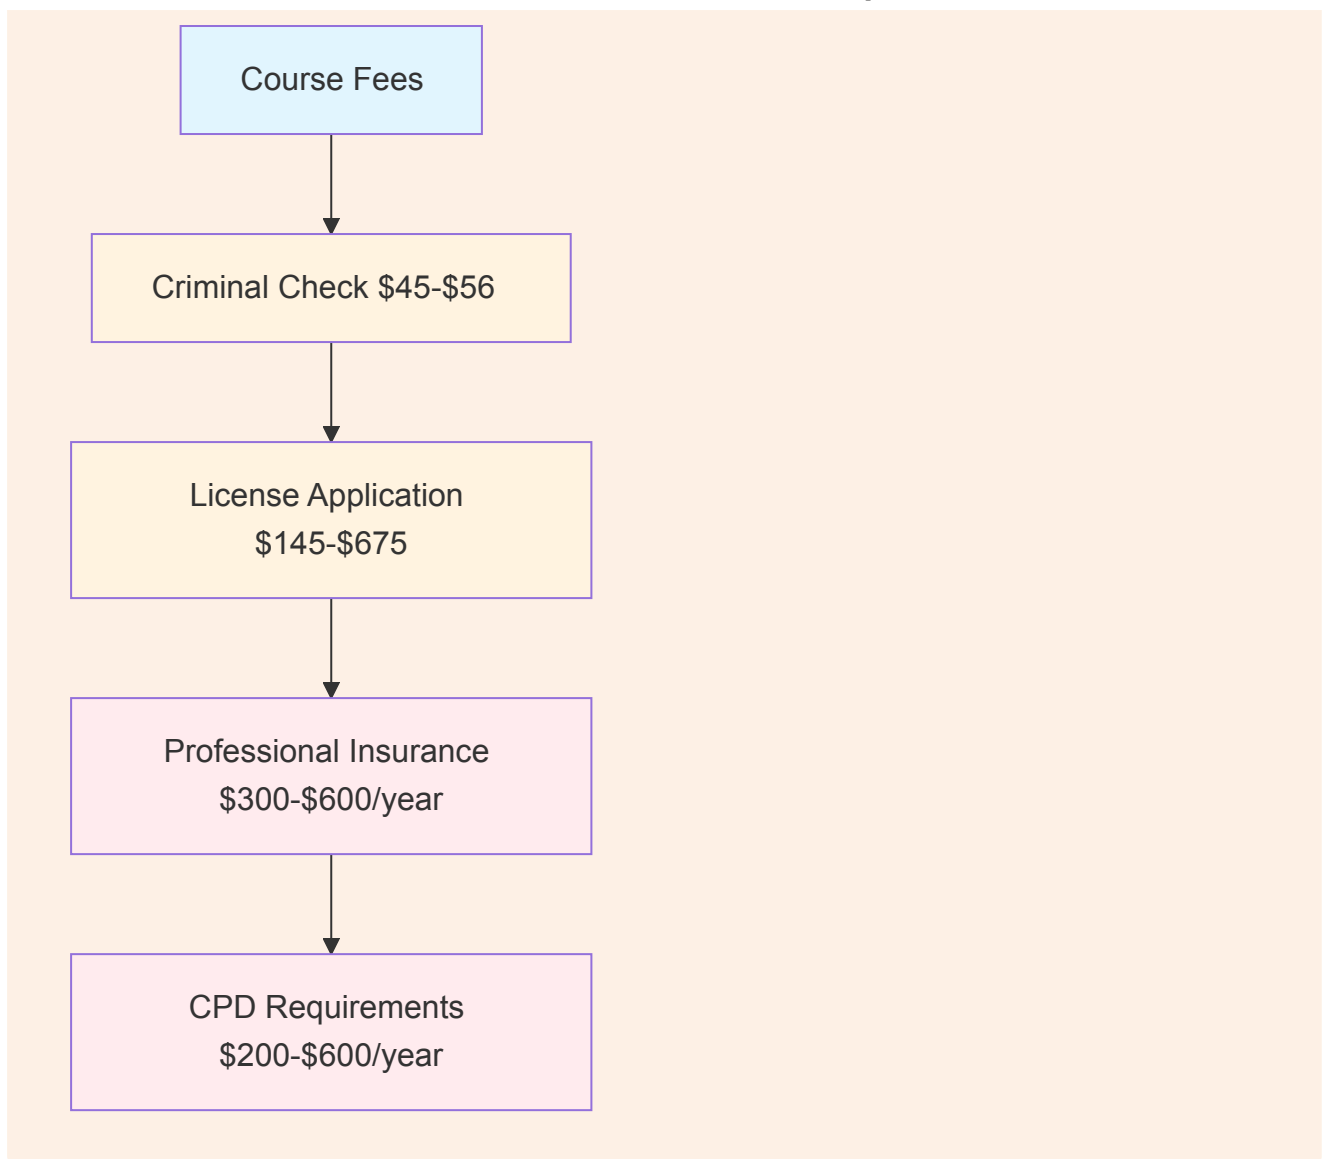 Course Fees
Criminal Check $45-$56
License Application
$145-$675
Professional Insurance
$300-$600/year
CPD Requirements
$200-$600/year